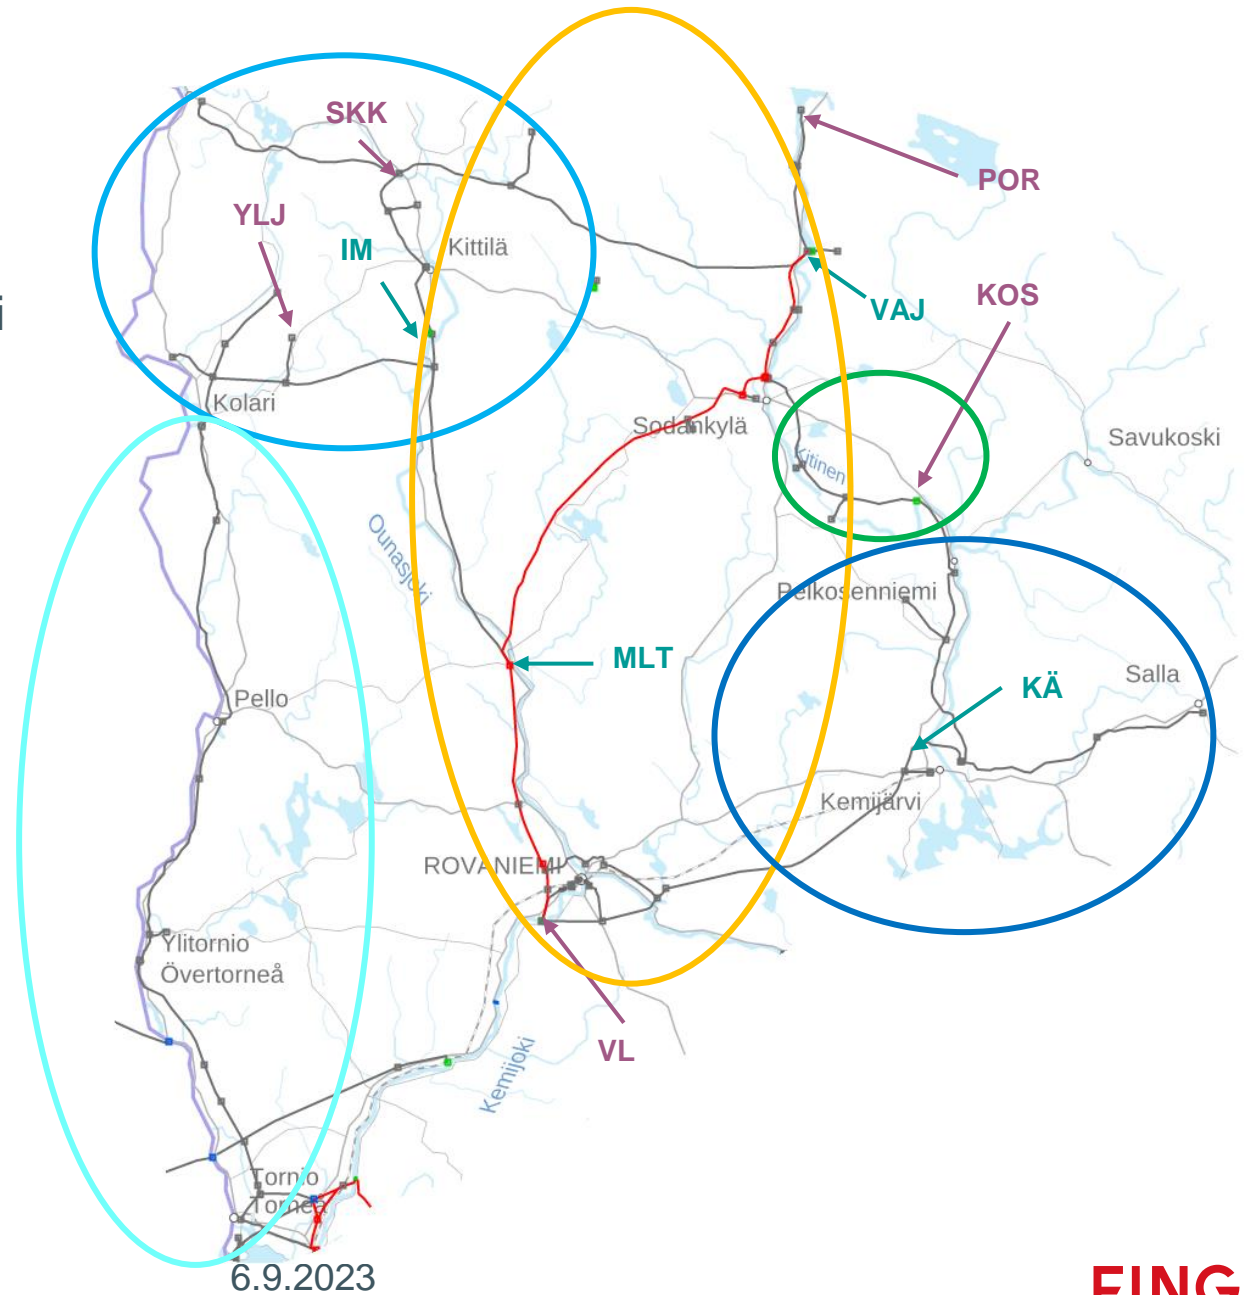 SKK
POR
YLJ
IM
Kittilä
KOS
VAJ
i
Kolari
Sodankylä
Savukoski
Kitinen
Ounasjoki
Pelkosenniemi
MLT
Salla
KÄ
Pello
Kemijärvi
ROVANIEMI
Ylitornio
Övertorneå
VL
Kemijoki
Tornio
Torneå
6.9.2023
FING